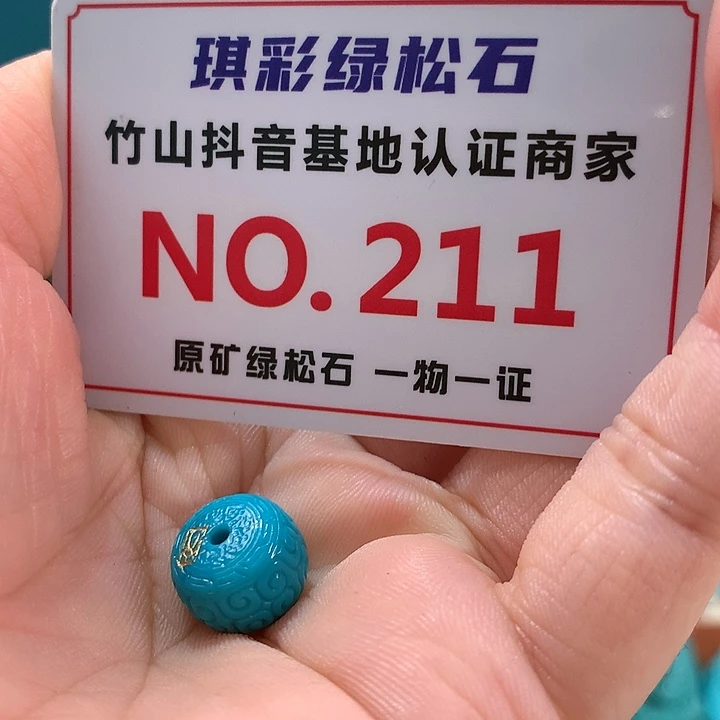 琪彩绿松石
竹山抖音基地认证商家
NO.211
原矿绿松石 一物一证